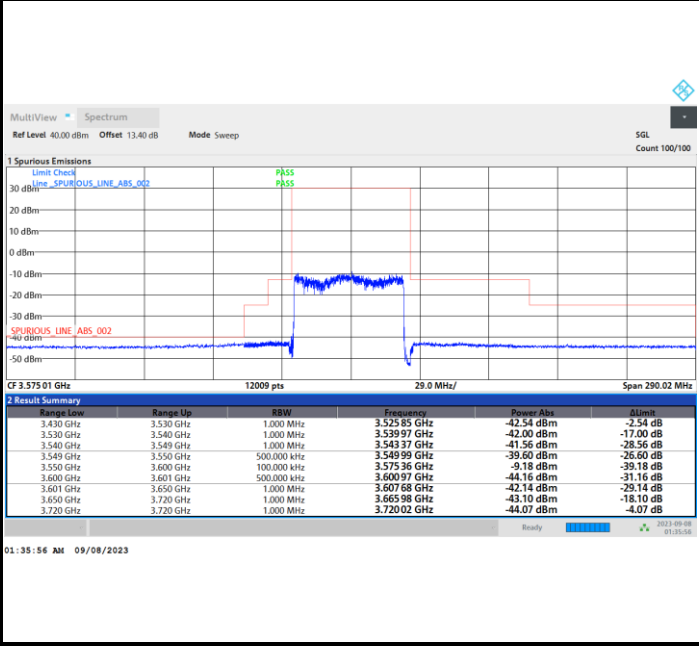 MultiView Spectrum
Ref Level 40.00 dBm Offset 13.40 dB Mode Sweep SGL
Count 100/100
1 Spurious Emissions
Limit Check PASS
Line _SPURIOUS_LINE_ABS_002 PASS
30 dBm
20 dBm
10 dBm
0 dBm
-10 dBm
-20 dBm
-30 dBm
_SPURIOUS_LINE_ABS_002
-40 dBm
-50 dBm
CF 3.575 01 GHz 12009 pts 29.0 MHz/ Span 290.02 MHz
2 Result Summary
Range Low Range Up RBW Frequency Power Abs ΔLimit
3.430 GHz 3.530 GHz 1.000 MHz 3.525 85 GHz -42.54 dBm -2.54 dB
3.530 GHz 3.540 GHz 1.000 MHz 3.539 97 GHz -42.00 dBm -17.00 dB
3.540 GHz 3.549 GHz 1.000 MHz 3.543 37 GHz -41.56 dBm -28.56 dB
3.549 GHz 3.550 GHz 500.000 kHz 3.549 99 GHz -39.60 dBm -26.60 dB
3.550 GHz 3.600 GHz 100.000 kHz 3.575 36 GHz -9.18 dBm -39.18 dB
3.600 GHz 3.601 GHz 500.000 kHz 3.600 97 GHz -44.16 dBm -31.16 dB
3.601 GHz 3.650 GHz 1.000 MHz 3.607 68 GHz -42.14 dBm -29.14 dB
3.650 GHz 3.720 GHz 1.000 MHz 3.665 98 GHz -43.10 dBm -18.10 dB
3.720 GHz 3.720 GHz 1.000 MHz 3.720 02 GHz -44.07 dBm -4.07 dB
Ready 2023-09-08
01:35:56
01:35:56 AM 09/08/2023